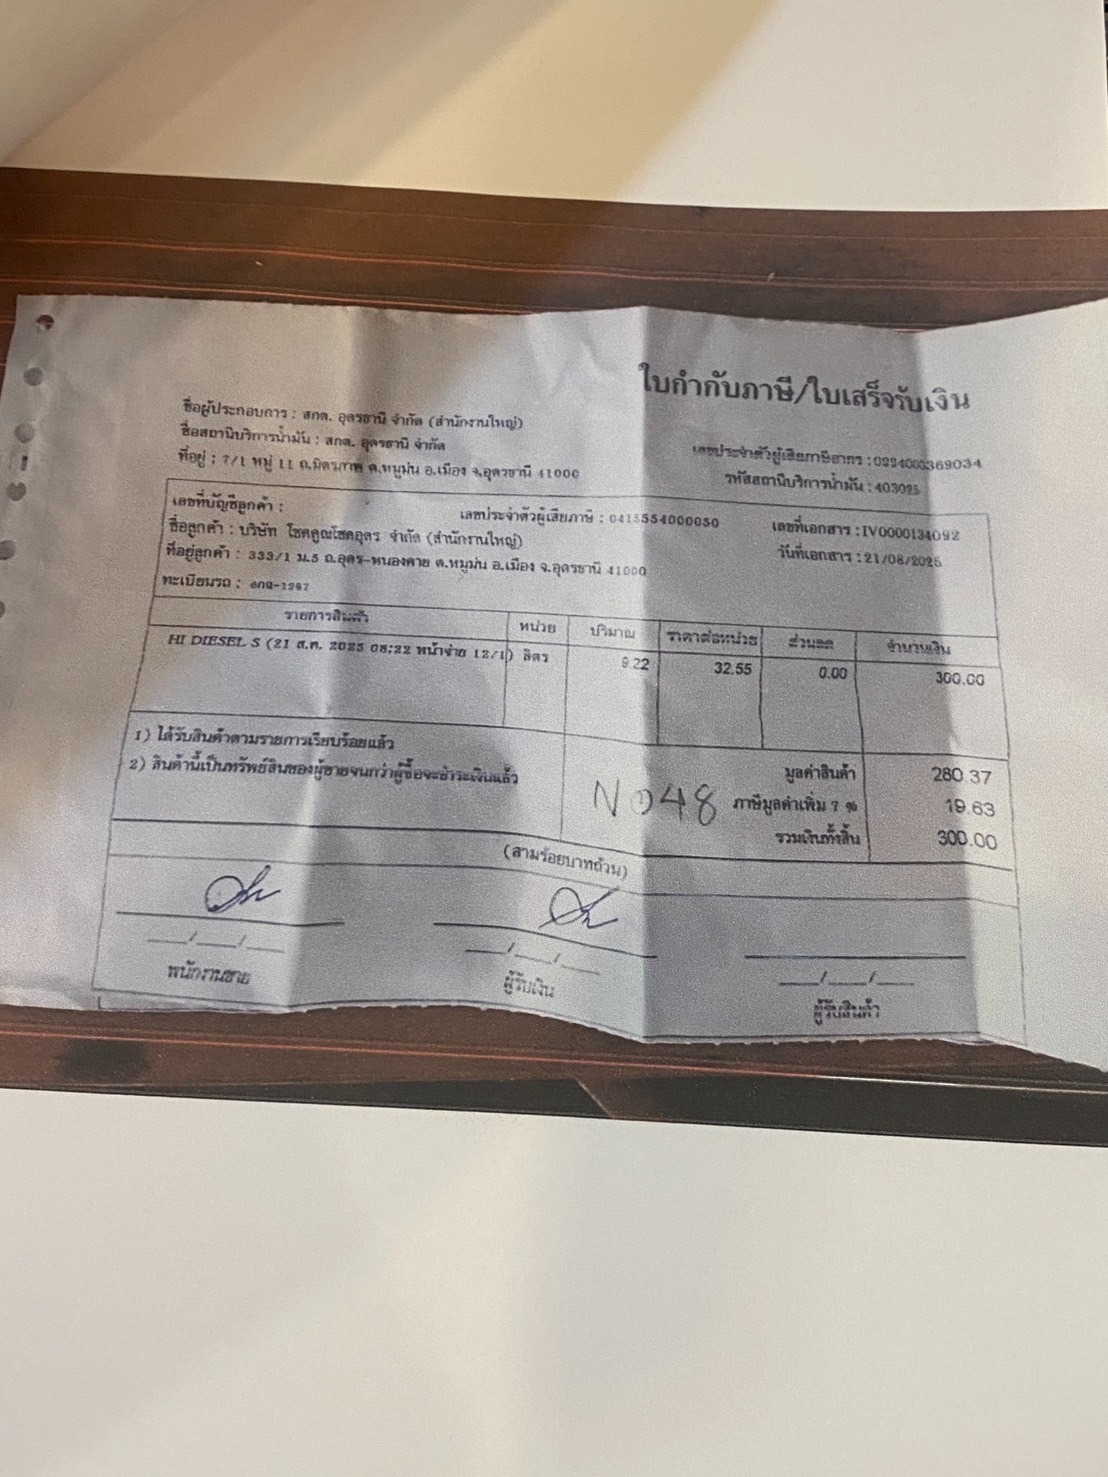 ใบกำกับภาษี/ใบเสร็จรับเงิน
ชื่อผู้ประกอบการ : สกต. อุดรธานี จำกัด (สำนักงานใหญ่)
ชื่อสถานีบริการน้ำมัน : สกต. อุดรธานี จำกัด
ที่อยู่ : 7/1 หมู่ 11 ถ.มิตรภาพ ต.หมูม่น อ.เมือง จ.อุดรธานี 41000
เลขประจำตัวผู้เสียภาษีอากร : 0994000369034
รหัสสถานีบริการน้ำมัน : 403025
เลขที่บัญชีลูกค้า :
เลขประจำตัวผู้เสียภาษี : 0415554000050
เลขที่เอกสาร : IV0000134092
ชื่อลูกค้า : บริษัท โชคคูณโชคอุดร จำกัด (สำนักงานใหญ่)
วันที่เอกสาร : 21/08/2025
ที่อยู่ลูกค้า : 333/1 ม.5 ถ.อุดร-หนองคาย ต.หมูม่น อ.เมือง จ.อุดรธานี 41000
ทะเบียนรถ :
รายการสินค้า หน่วย ปริมาณ ราคาต่อหน่วย ส่วนลด จำนวนเงิน
HI DIESEL S (21 ส.ค. 2025 08:22 หน้าจ่าย 12/1) ลิตร 9.22 32.55 0.00 300.00
1) ได้รับสินค้าตามรายการเรียบร้อยแล้ว
2) สินค้านี้เป็นทรัพย์สินของผู้ขายจนกว่าผู้ซื้อจะชำระเงินแล้ว
มูลค่าสินค้า 280.37
ภาษีมูลค่าเพิ่ม 7 % 19.63
รวมเงินทั้งสิ้น 300.00
(สามร้อยบาทถ้วน)
__/__/__ __/__/__ __/__/__
พนักงานขาย ผู้รับเงิน ผู้รับสินค้า